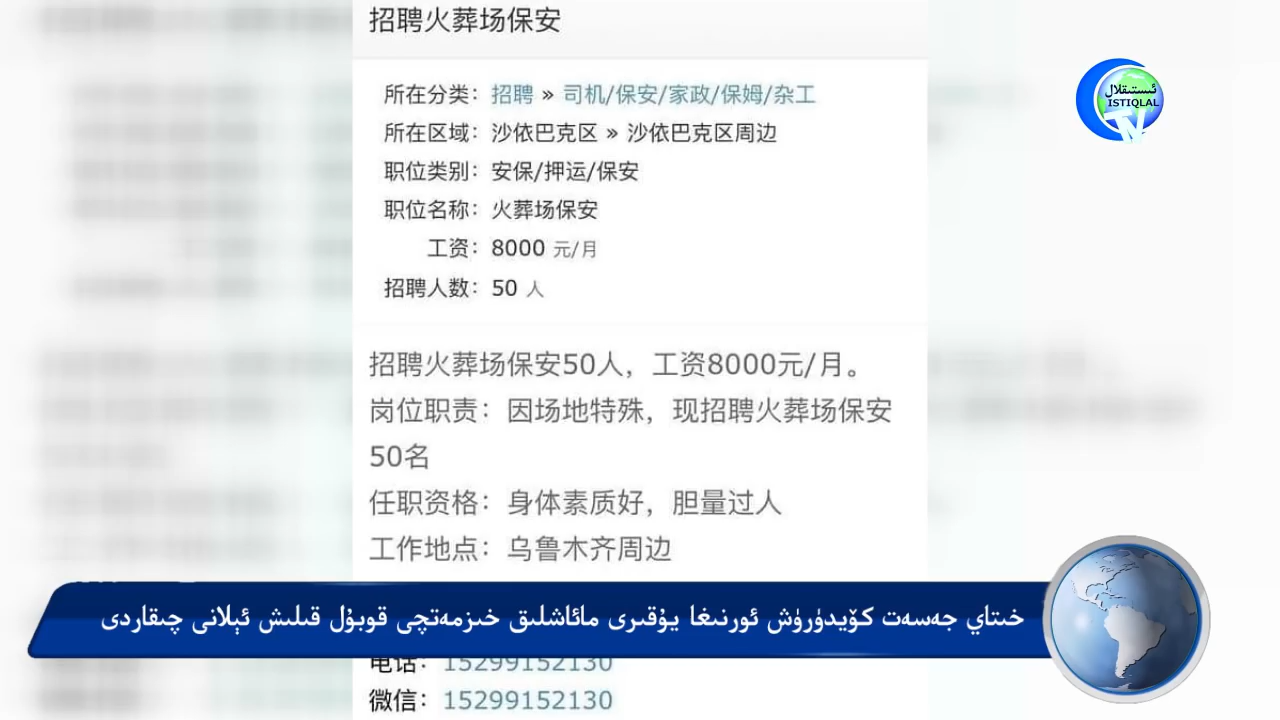 招聘火葬场保安
ئىستىقلال
ISTIQLAL
TV
所在分类：招聘 » 司机/保安/家政/保姆/杂工
所在区域：沙依巴克区 » 沙依巴克区周边
职位类别：安保/押运/保安
职位名称：火葬场保安
工资：8000 元/月
招聘人数：50 人
招聘火葬场保安50人，工资8000元/月。
岗位职责：因场地特殊，现招聘火葬场保安
50名
任职资格：身体素质好，胆量过人
工作地点：乌鲁木齐周边
خىتاي جەسەت كۆيدۈرۈش ئورنىغا يۇقىرى مائاشلىق خىزمەتچى قوبۇل قىلىش ئېلانى چىقاردى
电话：15299152130
微信：15299152130